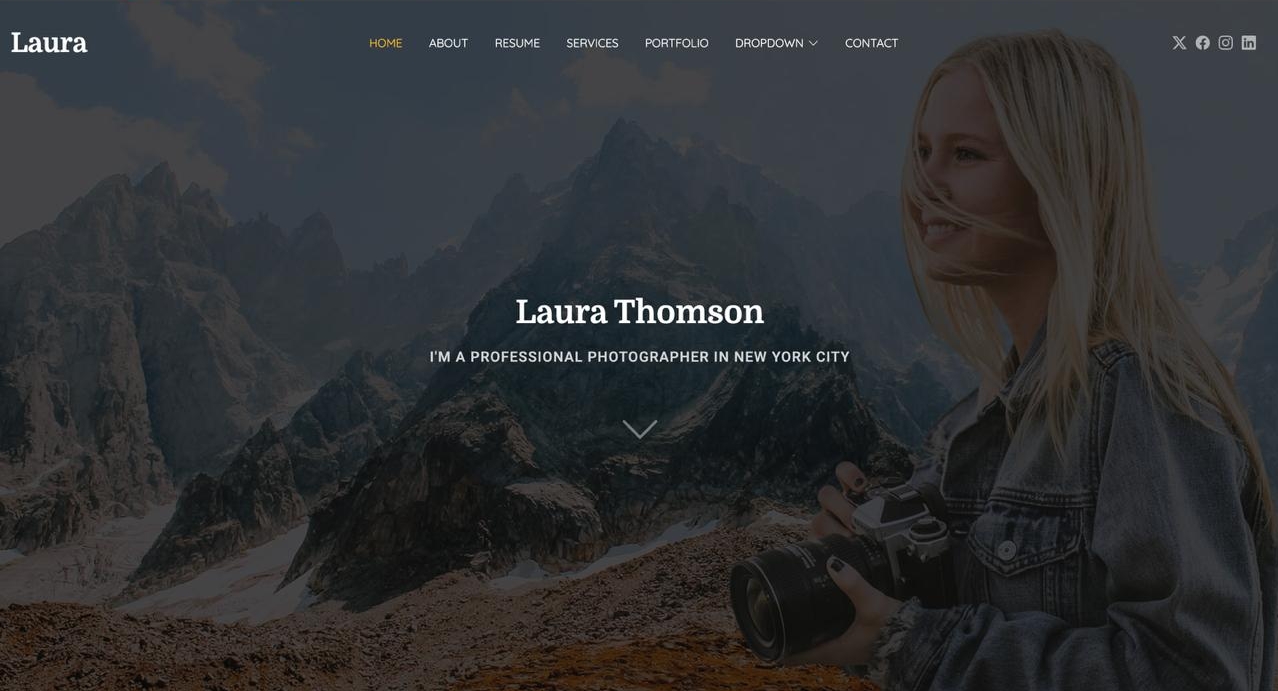 Laura
HOME ABOUT RESUME SERVICES PORTFOLIO DROPDOWN CONTACT
Laura Thomson
I'M A PROFESSIONAL PHOTOGRAPHER IN NEW YORK CITY